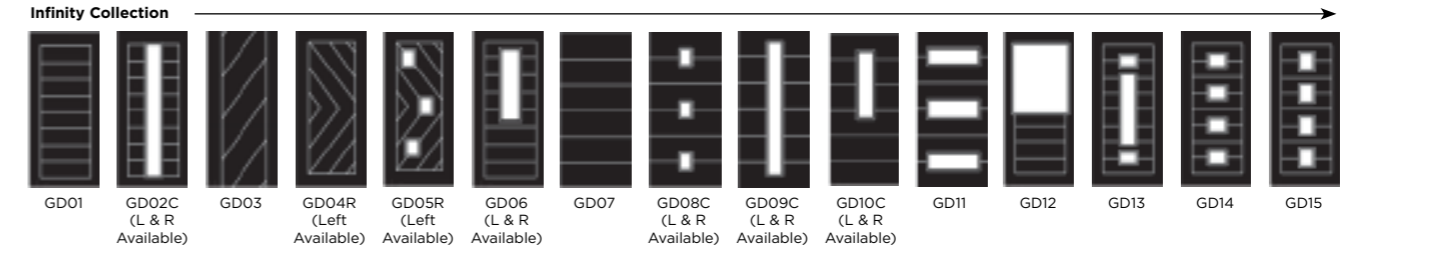 Infinity Collection
GD01
GD02C
(L & R
Available)
GD03
GD04R
(Left
Available)
GD05R
(Left
Available)
GD06
(L & R
Available)
GD07
GD08C
(L & R
Available)
GD09C
(L & R
Available)
GD10C
(L & R
Available)
GD11
GD12
GD13
GD14
GD15